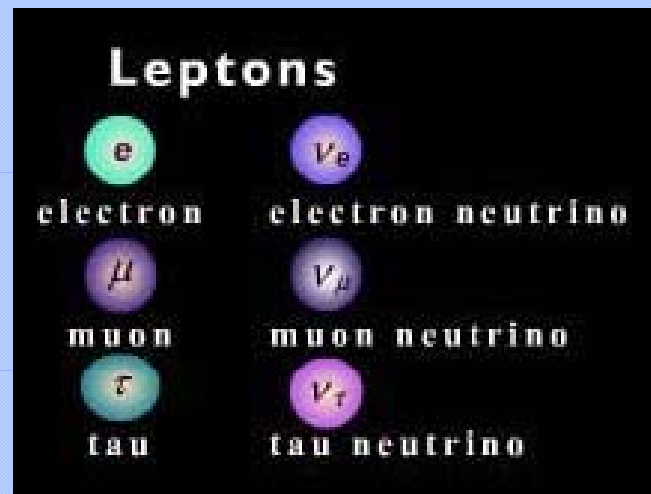 Leptons
e νe
electron electron neutrino
μ νμ
muon muon neutrino
τ ντ
tau tau neutrino